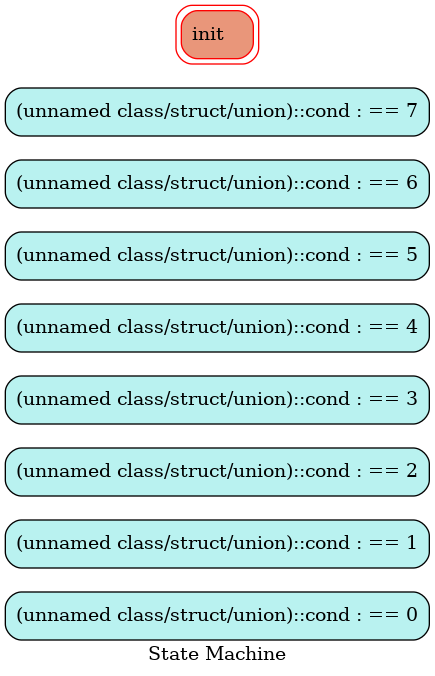 init
(unnamed class/struct/union)::cond : == 7
(unnamed class/struct/union)::cond : == 6
(unnamed class/struct/union)::cond : == 5
(unnamed class/struct/union)::cond : == 4
(unnamed class/struct/union)::cond : == 3
(unnamed class/struct/union)::cond : == 2
(unnamed class/struct/union)::cond : == 1
(unnamed class/struct/union)::cond : == 0
State Machine